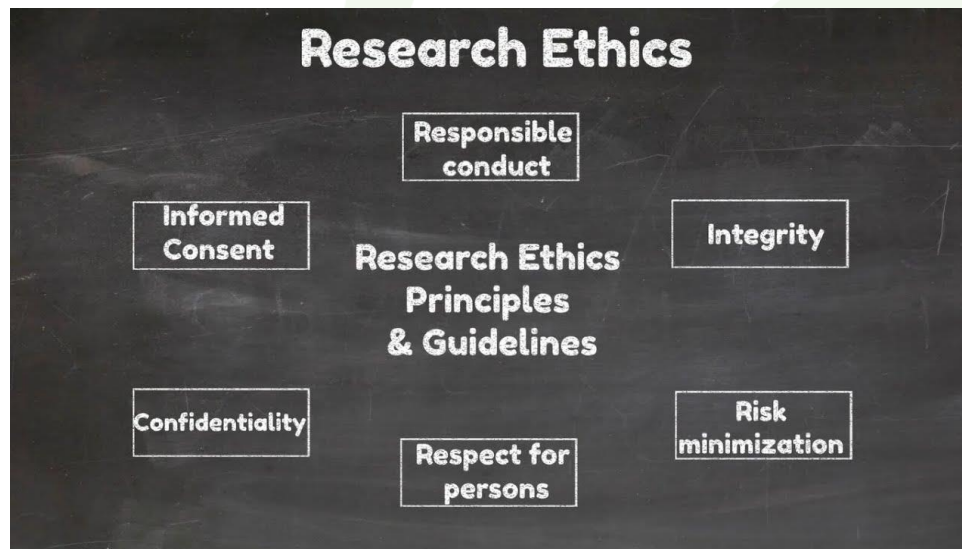 Research Ethics
Responsible
conduct
Informed
Consent
Integrity
Research Ethics
Principles
& Guidelines
Confidentiality
Risk
minimization
Respect for
persons